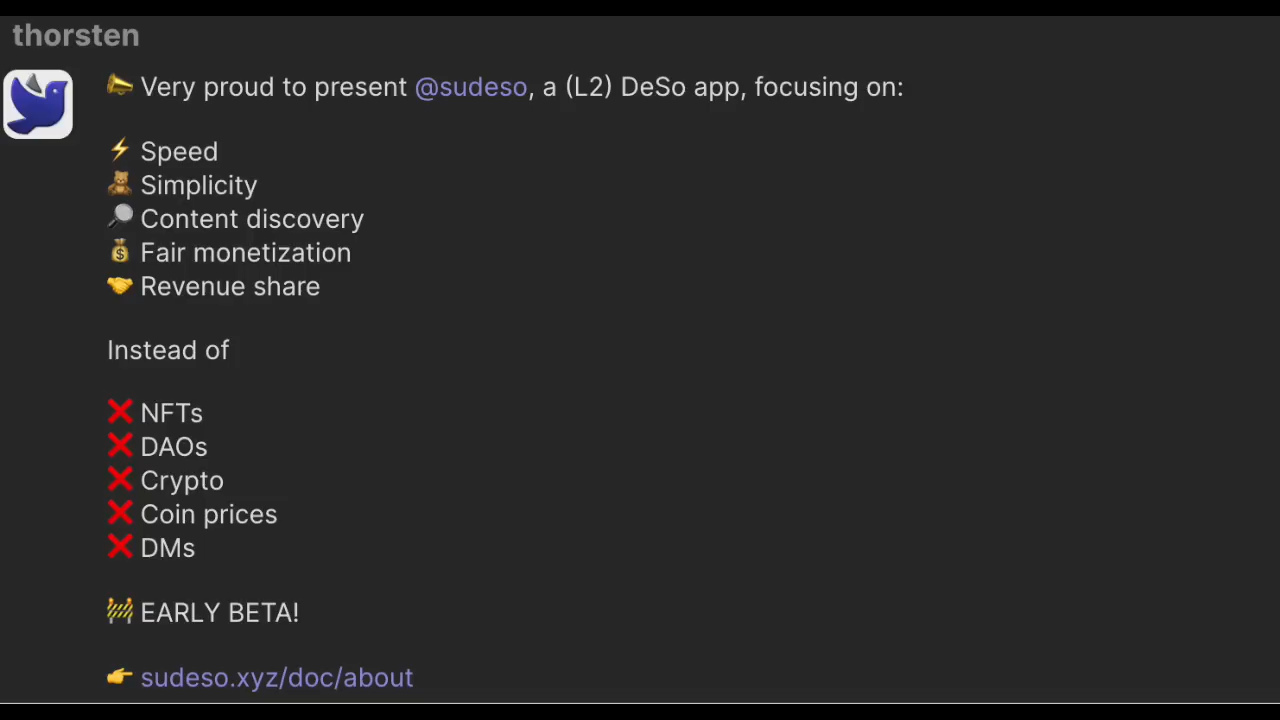 thorsten
📣 Very proud to present @sudeso, a (L2) DeSo app, focusing on:
⚡ Speed
🧸 Simplicity
🔎 Content discovery
💰 Fair monetization
🤝 Revenue share
Instead of
❌ NFTs
❌ DAOs
❌ Crypto
❌ Coin prices
❌ DMs
🚧 EARLY BETA!
👉 sudeso.xyz/doc/about